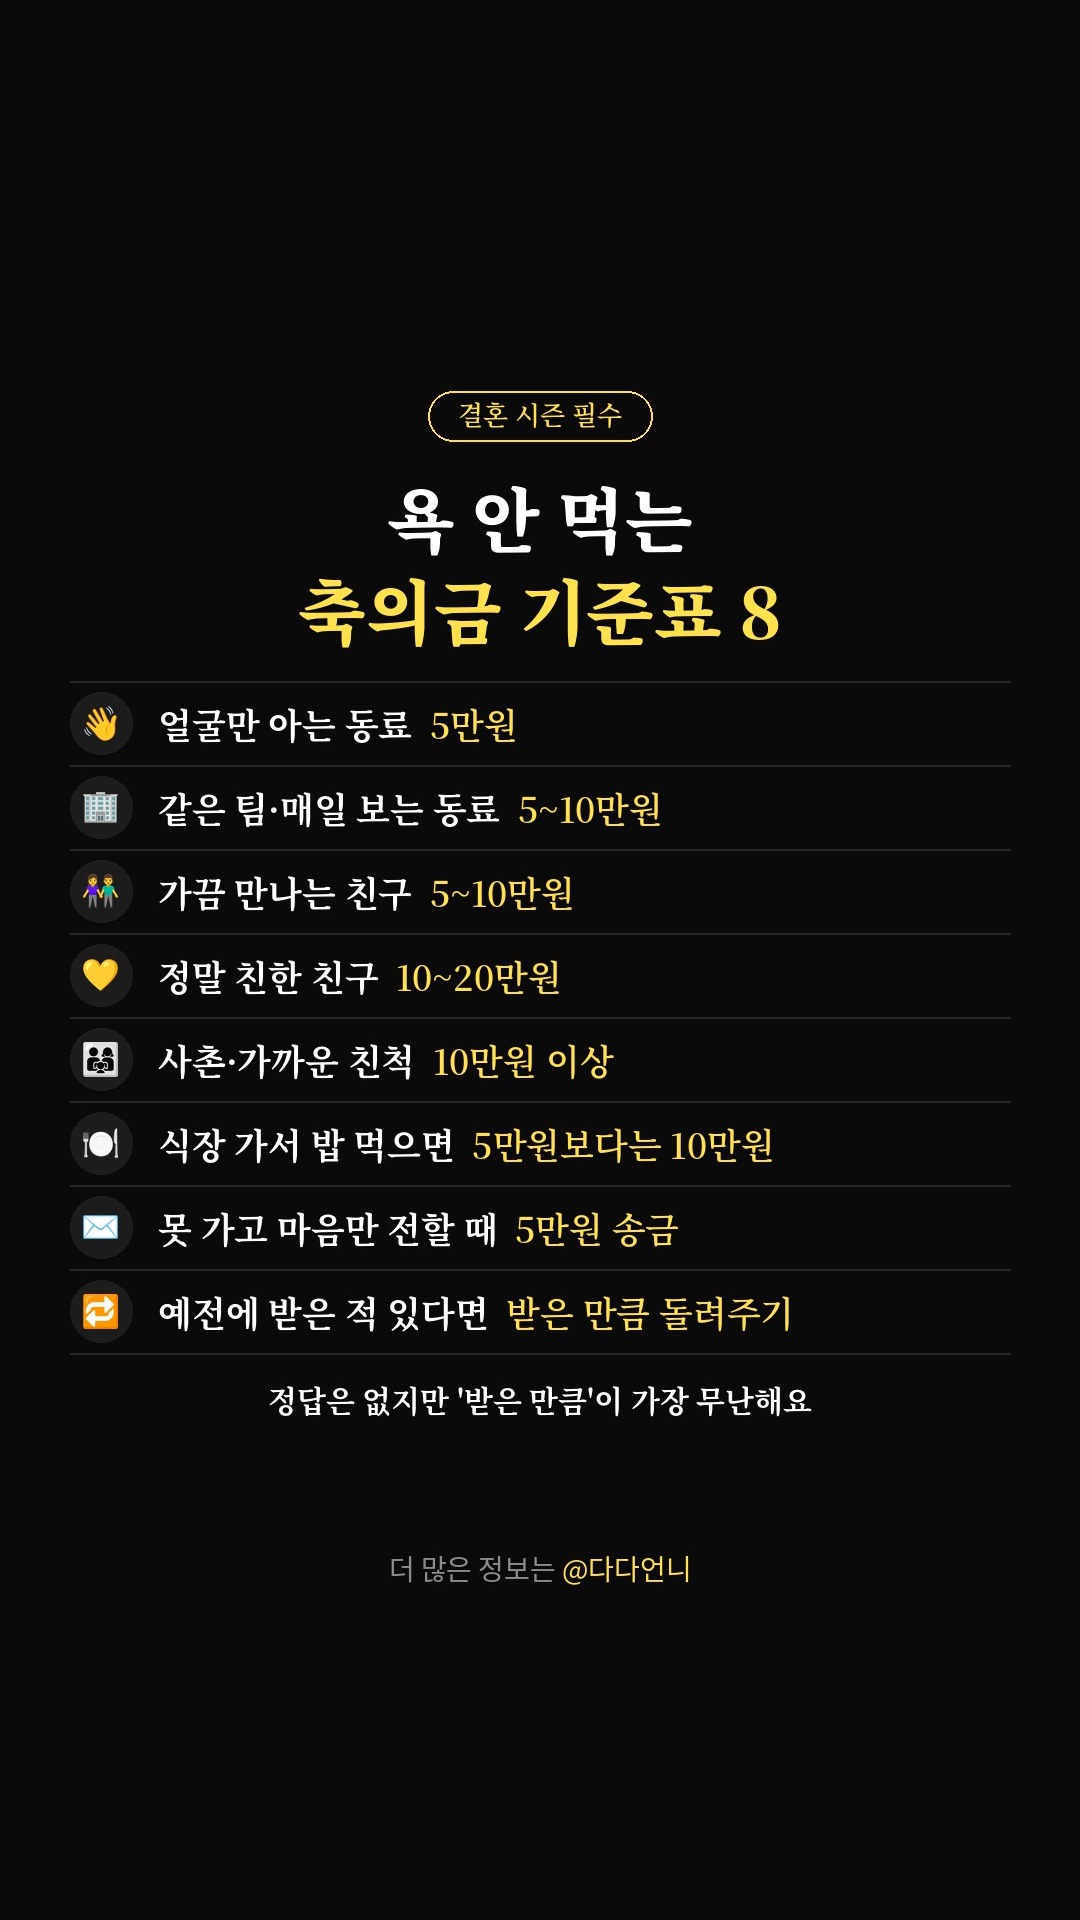 결혼 시즌 필수
욕 안 먹는
축의금 기준표 8
얼굴만 아는 동료 5만원
같은 팀·매일 보는 동료 5~10만원
가끔 만나는 친구 5~10만원
정말 친한 친구 10~20만원
사촌·가까운 친척 10만원 이상
식장 가서 밥 먹으면 5만원보다는 10만원
못 가고 마음만 전할 때 5만원 송금
예전에 받은 적 있다면 받은 만큼 돌려주기
정답은 없지만 '받은 만큼'이 가장 무난해요
더 많은 정보는 @다다언니